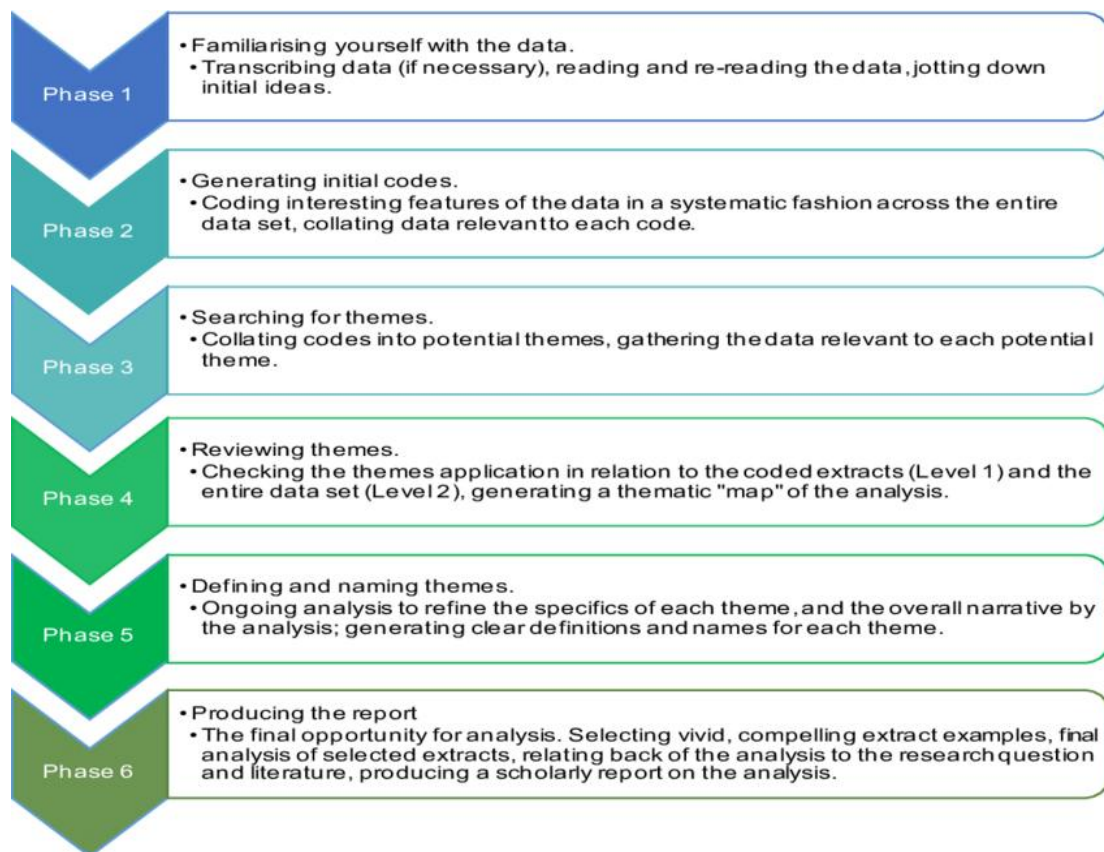 Phase 1
• Familiarising yourself with the data.
• Transcribing data (if necessary), reading and re-reading the data, jotting down
initial ideas.
Phase 2
• Generating initial codes.
• Coding interesting features of the data in a systematic fashion across the entire
data set, collating data relevant to each code.
Phase 3
• Searching for themes.
• Collating codes into potential themes, gathering the data relevant to each potential
theme.
Phase 4
• Reviewing themes.
• Checking the themes application in relation to the coded extracts (Level 1) and the
entire data set (Level 2), generating a thematic "map" of the analysis.
Phase 5
• Defining and naming themes.
• Ongoing analysis to refine the specifics of each theme, and the overall narrative by
the analysis; generating clear definitions and names for each theme.
Phase 6
• Producing the report
• The final opportunity for analysis. Selecting vivid, compelling extract examples, final
analysis of selected extracts, relating back of the analysis to the research question
and literature, producing a scholarly report on the analysis.